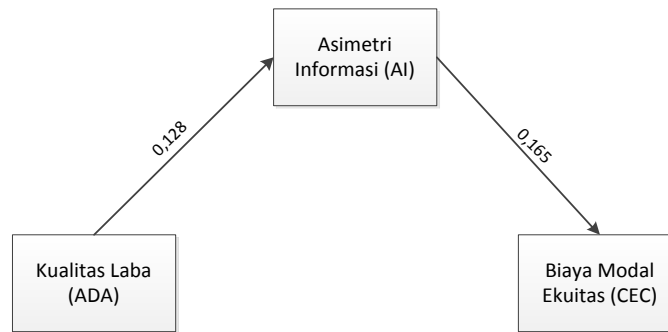 Asimetri
Informasi (AI)
0,128
0,165
Kualitas Laba
(ADA)
Biaya Modal
Ekuitas (CEC)